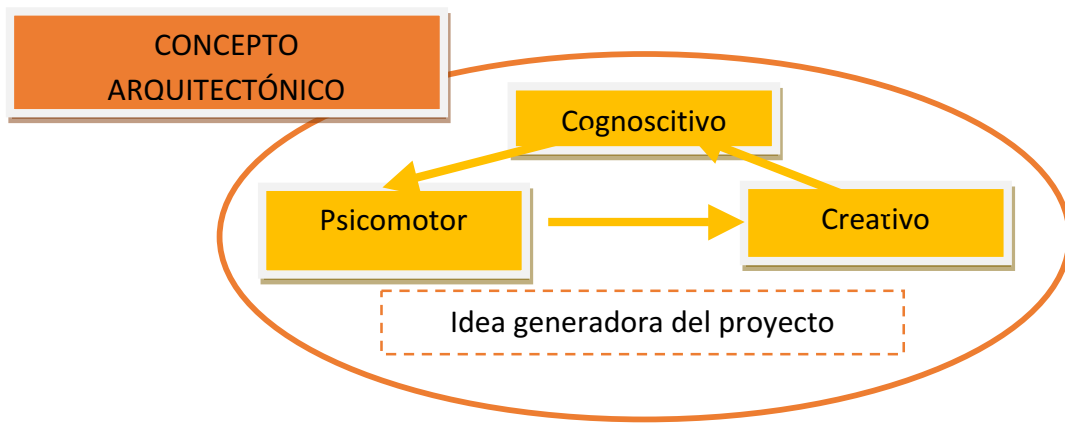 CONCEPTO
ARQUITECTÓNICO
Cognoscitivo
Psicomotor
Creativo
Idea generadora del proyecto